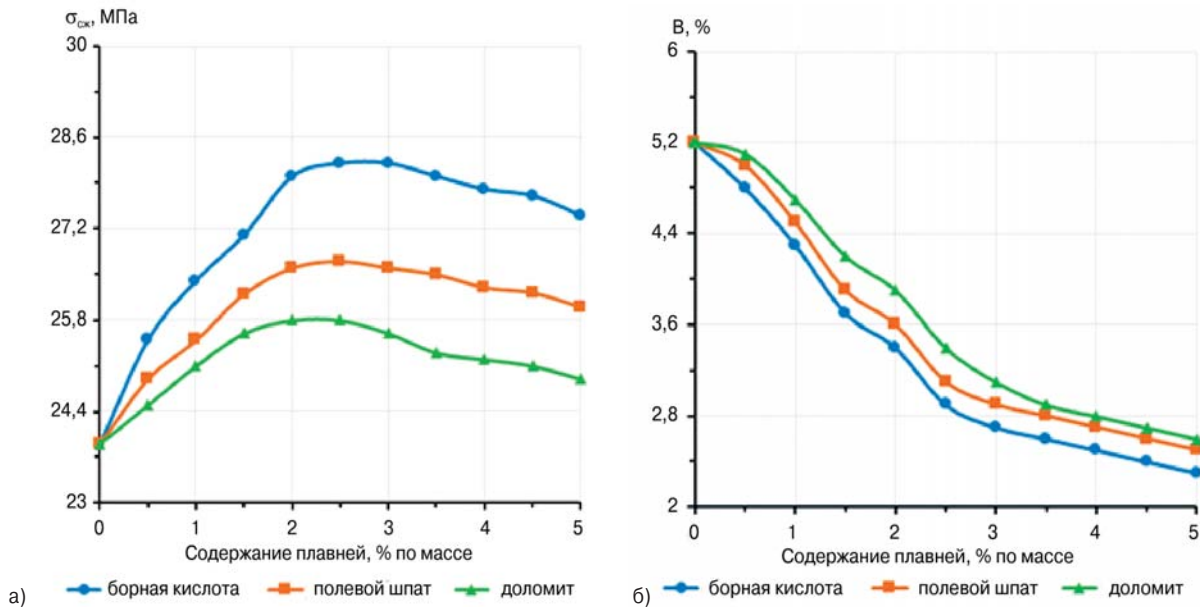 σсж, МПа
30
28,6
27,2
25,8
24,4
23
0 1 2 3 4 5
Содержание плавней, % по массе
а)
борная кислота полевой шпат доломит
В, %
6
5,2
4,4
3,6
2,8
2
0 1 2 3 4 5
Содержание плавней, % по массе
б)
борная кислота полевой шпат доломит